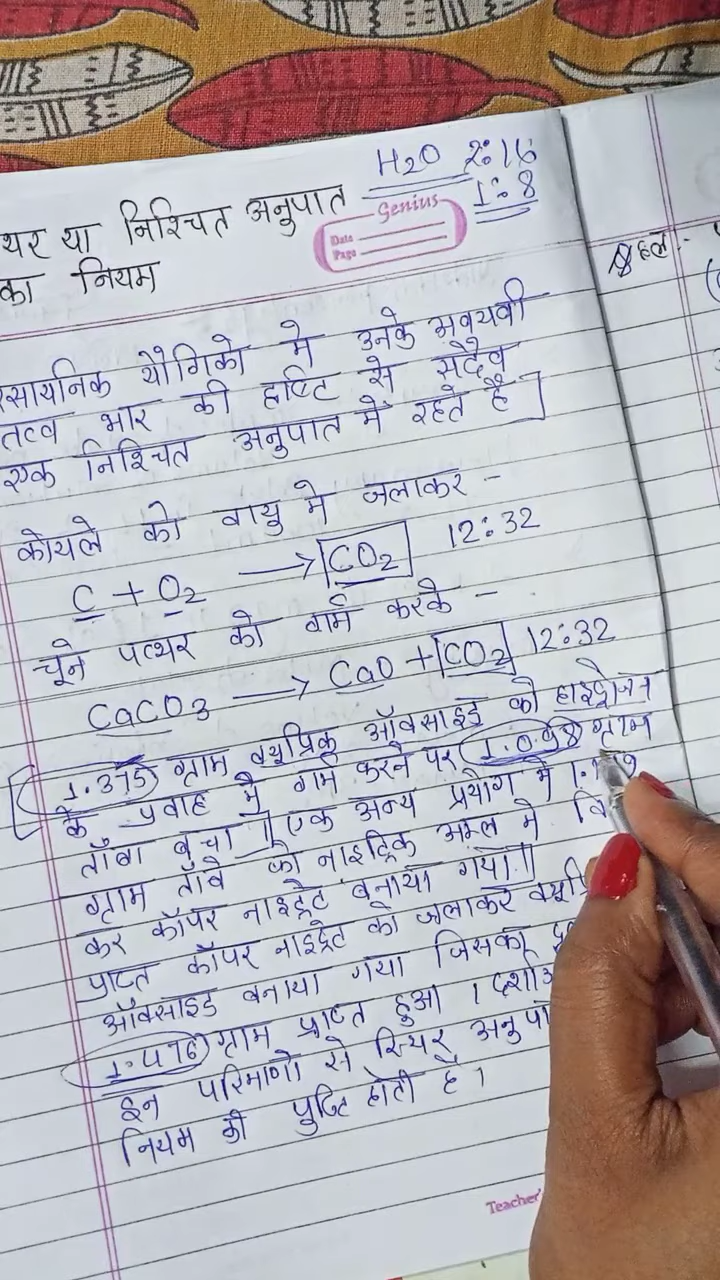 H2O 2:16
1:8
Genius
Date
Page
थर या निश्चित अनुपात
का नियम
हल:-
रसायनिक यौगिको मे उनके अवयवी
तत्व भार की दृष्टि से सदैव
एक निश्चित अनुपात में रहते है
कोयले को वायु मे जलाकर -
C + O2 → CO2 12:32
चूने पत्थर को गर्म करके -
CaCO3 → CaO + CO2 12:32
1.375 ग्राम क्यूप्रिक ऑक्साइड को हाइड्रोजन
के प्रवाह मे गर्म करने पर 1.098 ग्राम
ताँबा बचा। एक अन्य प्रयोग मे
ग्राम ताँबे को नाइट्रिक अम्ल मे
कर कॉपर नाइट्रेट बनाया गया।
प्राप्त कॉपर नाइट्रेट को जलाकर
ऑक्साइड बनाया गया जिसका
1.476 ग्राम प्राप्त हुआ।
इन परिमाणो से स्थिर
नियम की पुष्टि होती है।
Teacher'